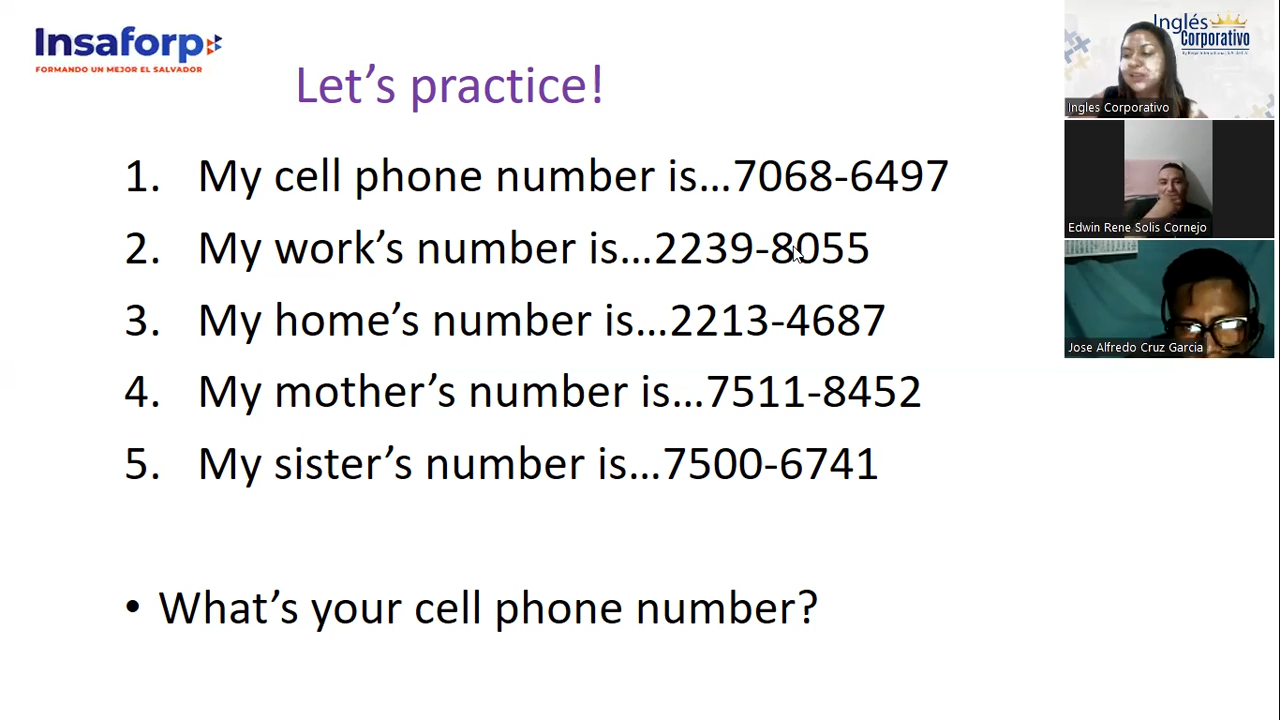 Insaforp
FORMANDO UN MEJOR EL SALVADOR
Let's practice!
1. My cell phone number is...7068-6497
2. My work's number is...2239-8055
3. My home's number is...2213-4687
4. My mother's number is...7511-8452
5. My sister's number is...7500-6741
• What's your cell phone number?
Inglés
Corporativo
Ingles Corporativo
Edwin Rene Solis Cornejo
Jose Alfredo Cruz Garcia